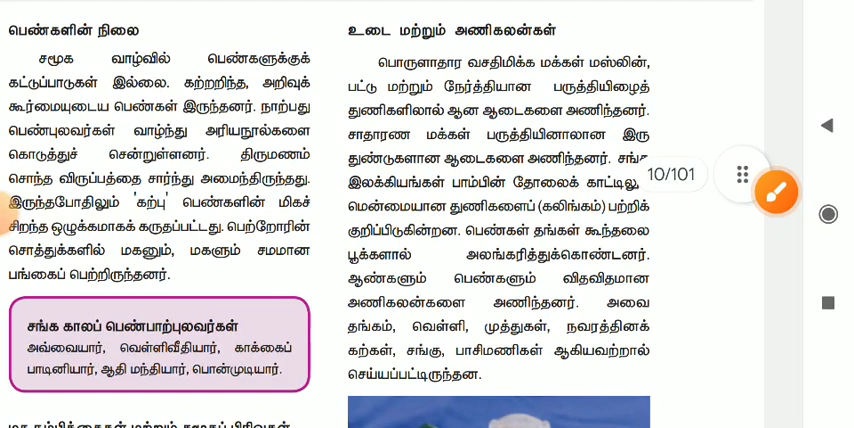 பெண்களின் நிலை
சமூக வாழ்வில் பெண்களுக்குக்
கட்டுப்பாடுகள் இல்லை. கற்றறிந்த, அறிவுக்
கூர்மையுடைய பெண்கள் இருந்தனர். நாற்பது
பெண்புலவர்கள் வாழ்ந்து அரியநூல்களை
கொடுத்துச் சென்றுள்ளனர். திருமணம்
சொந்த விருப்பத்தை சார்ந்து அமைந்திருந்தது.
இருந்தபோதிலும் 'கற்பு' பெண்களின் மிகச்
சிறந்த ஒழுக்கமாகக் கருதப்பட்டது. பெற்றோரின்
சொத்துக்களில் மகனும், மகளும் சமமான
பங்கைப் பெற்றிருந்தனர்.
சங்க காலப் பெண்பாற்புலவர்கள்
அவ்வையார், வெள்ளிவீதியார், காக்கைப்
பாடினியார், ஆதி மந்தியார், பொன்முடியார்.
உடை மற்றும் அணிகலன்கள்
பொருளாதார வசதிமிக்க மக்கள் மஸ்லின்,
பட்டு மற்றும் நேர்த்தியான பருத்தியிழைத்
துணிகளிலால் ஆன ஆடைகளை அணிந்தனர்.
சாதாரண மக்கள் பருத்தியினாலான இரு
துண்டுகளான ஆடைகளை அணிந்தனர்.
இலக்கியங்கள் பாம்பின் தோலைக்
மென்மையான துணிகளைப் (கலிங்கம்) பற்றிக்
குறிப்பிடுகின்றன. பெண்கள் தங்கள் கூந்தலை
பூக்களால் அலங்கரித்துக்கொண்டனர்.
ஆண்களும் பெண்களும் விதவிதமான
அணிகலன்களை அணிந்தனர். அவை
தங்கம், வெள்ளி, முத்துகள், நவரத்தினக்
கற்கள், சங்கு, பாசிமணிகள் ஆகியவற்றால்
செய்யப்பட்டிருந்தன.
10/101